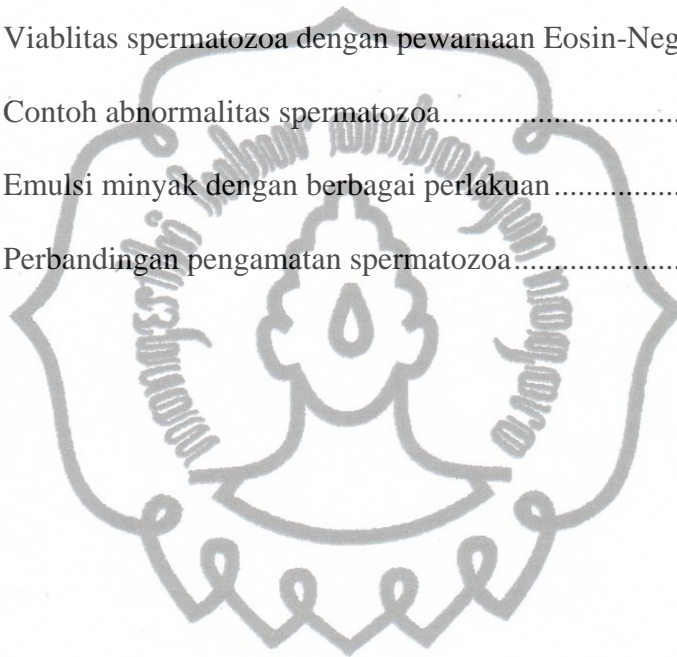 Viablitas spermatozoa dengan pewarnaan Eosin-Neg
Contoh abnormalitas spermatozoa..............................
Emulsi minyak dengan berbagai perlakuan................
Perbandingan pengamatan spermatozoa.....................